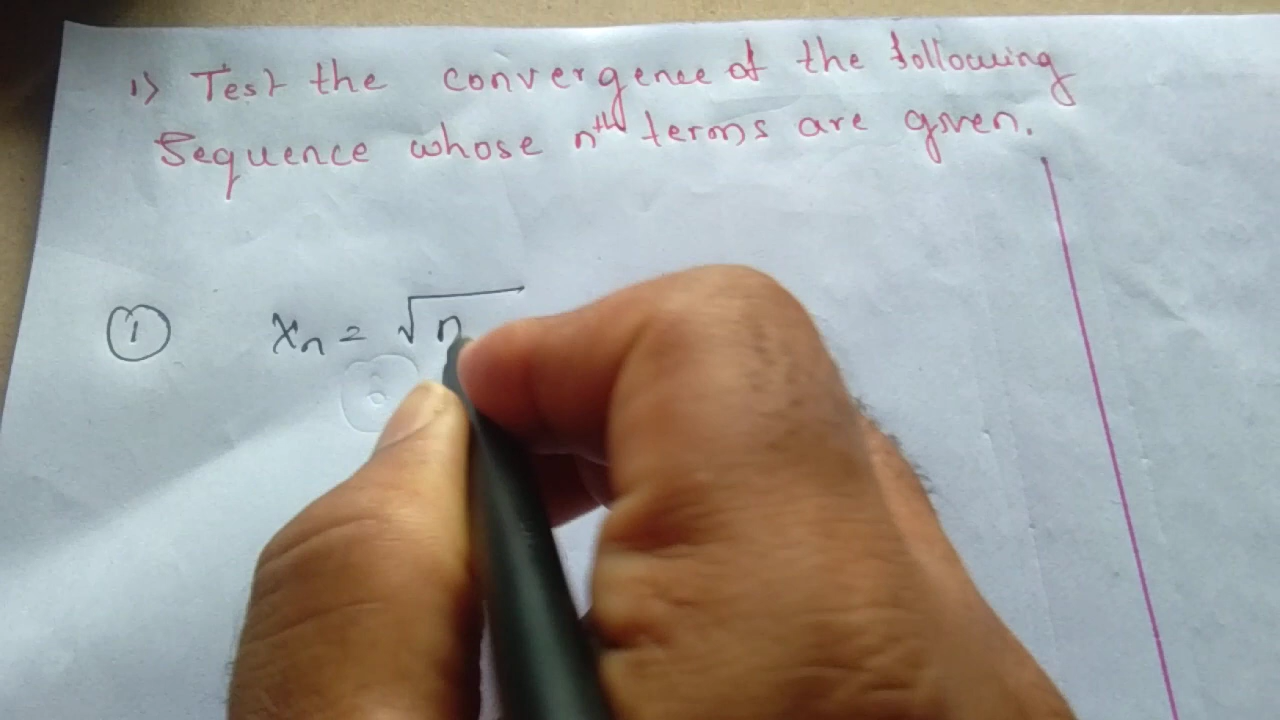 1) Test the convergence of the following
Sequence whose nth terms are given.
① xn = √n